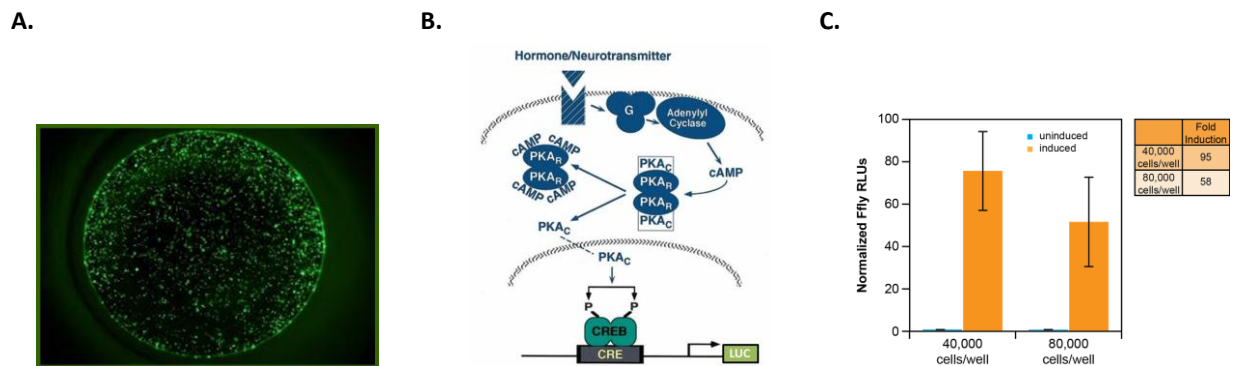 A.
B.
C.
Hormone/Neurotransmitter
G
Adenylyl
Cyclase
cAMP cAMP
PKAR
PKAR
cAMP cAMP
PKAC
PKAR
PKAR
PKAC
cAMP
PKAC
PKAC
P P
CREB
CRE
LUC
Normalized Ffly RLUs
100
80
60
40
20
0
uninduced
induced
40,000
cells/well
80,000
cells/well
Fold
Induction
40,000
cells/well 95
80,000
cells/well 58